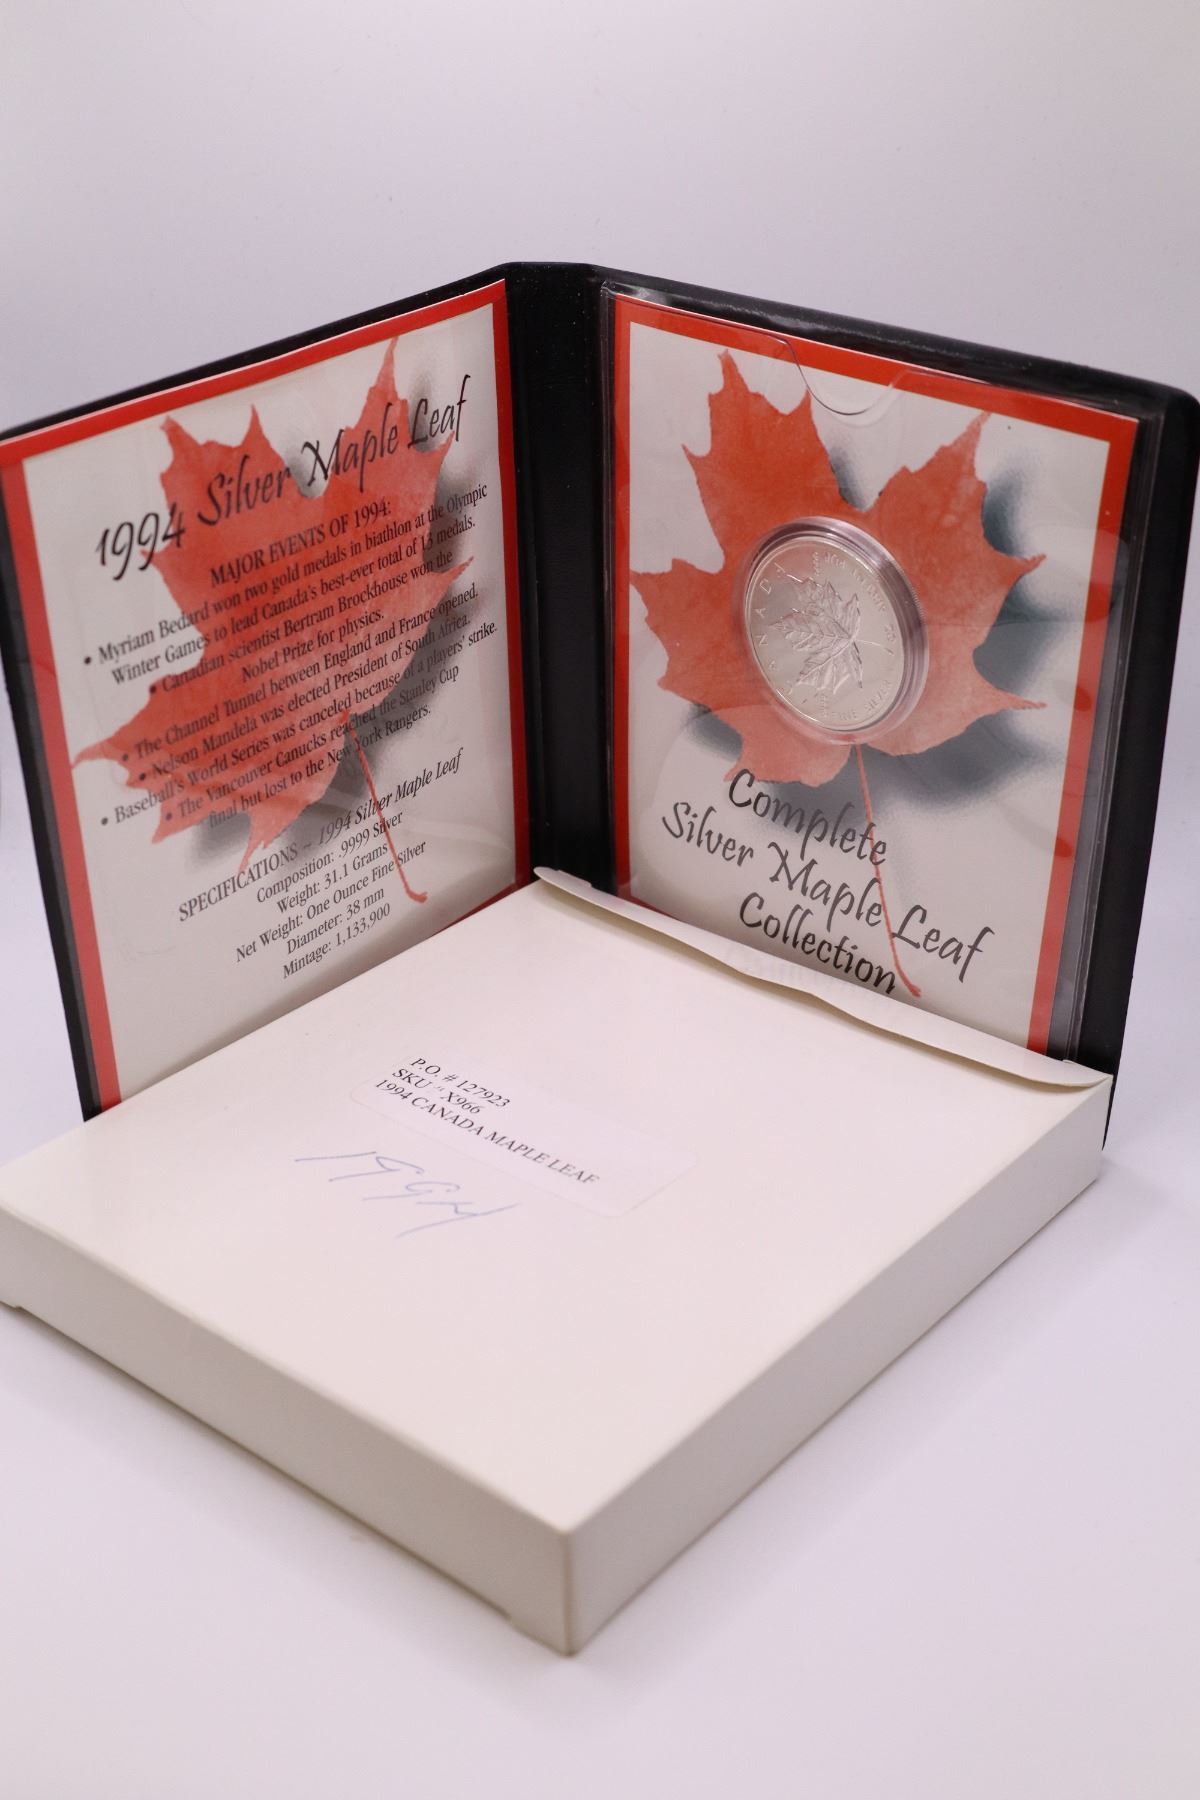 1994 Silver Maple Leaf
MAJOR EVENTS OF 1994:
• Myriam Bedard won two gold medals in biathlon at the Olympic
Winter Games to lead Canada's best-ever total of 13 medals.
• Canadian scientist Bertram Brockhouse won the
Nobel Prize for physics.
• The Channel Tunnel between England and France opened.
• Nelson Mandela was elected President of South Africa.
• Baseball's World Series was canceled because of a players' strike.
• The Vancouver Canucks reached the Stanley Cup
final but lost to the New York Rangers.
SPECIFICATIONS ~ 1994 Silver Maple Leaf
Composition: .9999 Silver
Weight: 31.1 Grams
Net Weight: One Ounce Fine Silver
Diameter: 38 mm
Mintage: 1,133,900
CANADA
FINE SILVER
Complete
Silver Maple Leaf
Collection
P.O. # 127923
SKU # X966
1994 CANADA MAPLE LEAF
1994